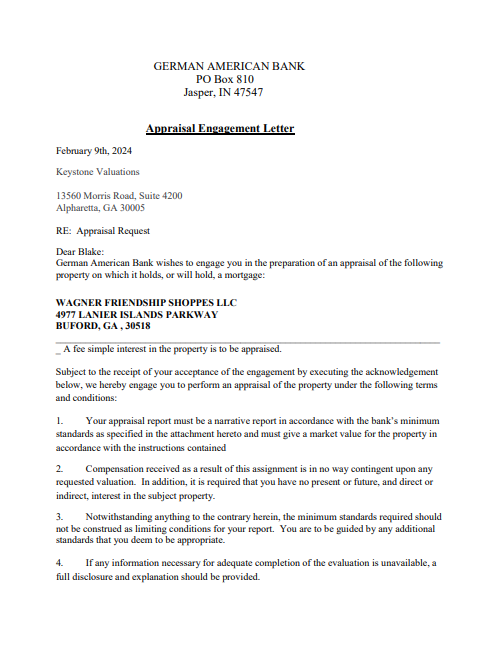 GERMAN AMERICAN BANK
PO Box 810
Jasper, IN 47547
Appraisal Engagement Letter
February 9th, 2024
Keystone Valuations
13560 Morris Road, Suite 4200
Alpharetta, GA 30005
RE:  Appraisal Request
Dear Blake:
German American Bank wishes to engage you in the preparation of an appraisal of the following
property on which it holds, or will hold, a mortgage:
WAGNER FRIENDSHIP SHOPPES LLC
4977 LANIER ISLANDS PARKWAY
BUFORD, GA , 30518
_ A fee simple interest in the property is to be appraised.
Subject to the receipt of your acceptance of the engagement by executing the acknowledgement
below, we hereby engage you to perform an appraisal of the property under the following terms
and conditions:
1. Your appraisal report must be a narrative report in accordance with the bank's minimum
standards as specified in the attachment hereto and must give a market value for the property in
accordance with the instructions contained
2. Compensation received as a result of this assignment is in no way contingent upon any
requested valuation.  In addition, it is required that you have no present or future, and direct or
indirect, interest in the subject property.
3. Notwithstanding anything to the contrary herein, the minimum standards required should
not be construed as limiting conditions for your report.  You are to be guided by any additional
standards that you deem to be appropriate.
4. If any information necessary for adequate completion of the evaluation is unavailable, a
full disclosure and explanation should be provided.